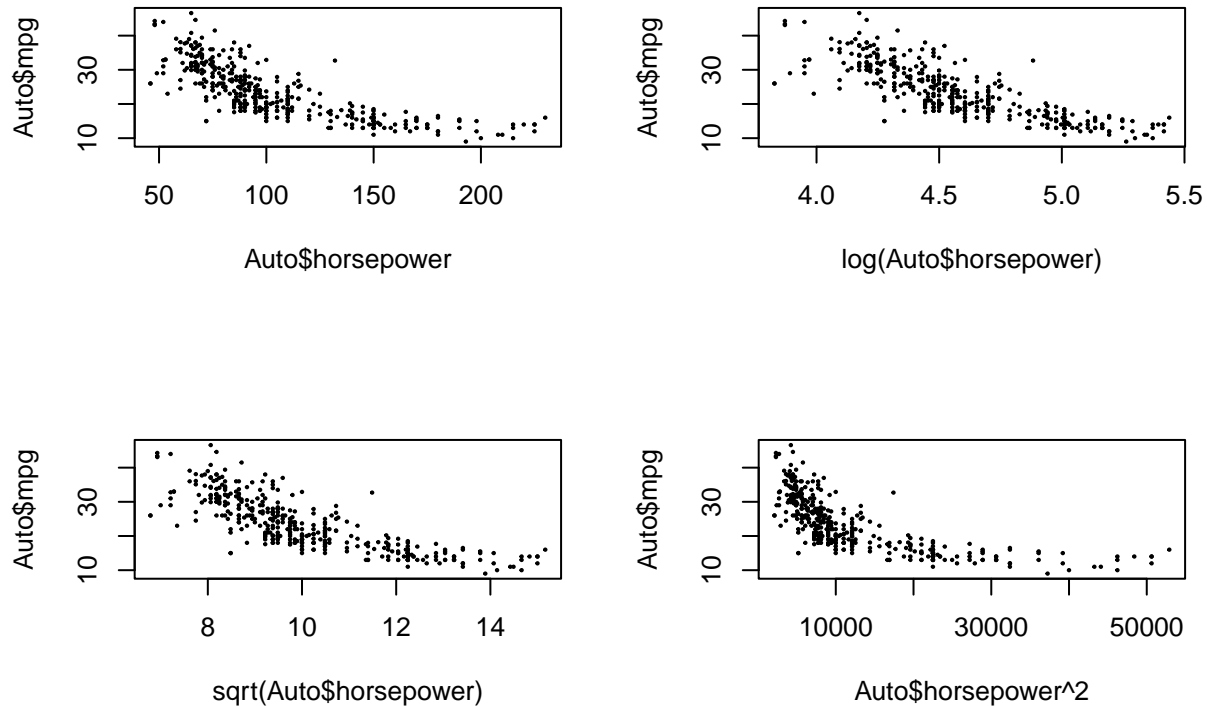 Auto$mpg
10 30
50 100 150 200
Auto$horsepower
Auto$mpg
10 30
4.0 4.5 5.0 5.5
log(Auto$horsepower)
Auto$mpg
10 30
8 10 12 14
sqrt(Auto$horsepower)
Auto$mpg
10 30
10000 30000 50000
Auto$horsepower^2